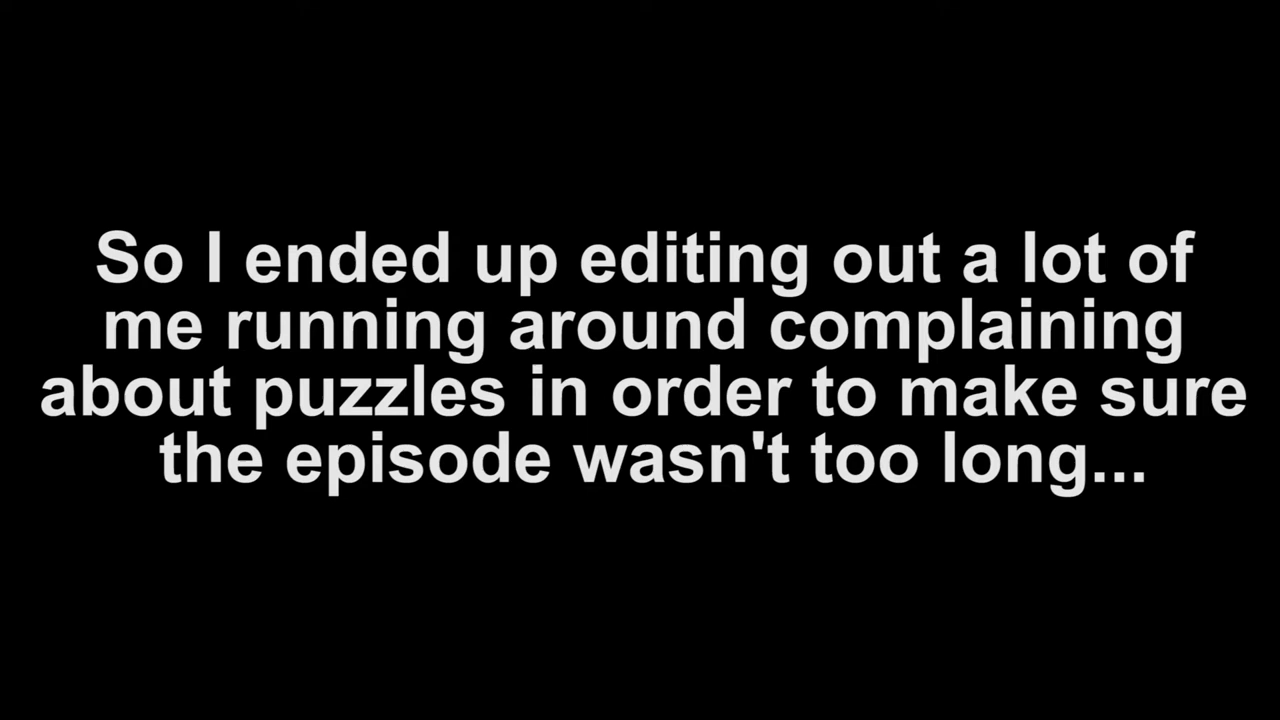 So I ended up editing out a lot of
me running around complaining
about puzzles in order to make sure
the episode wasn't too long...